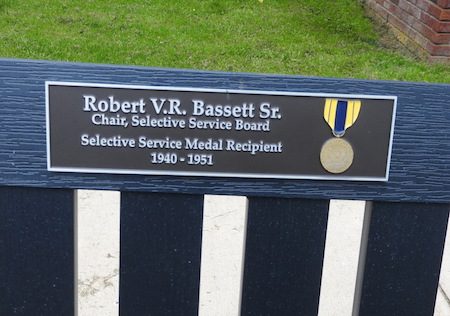 Robert V.R. Bassett Sr.
Chair, Selective Service Board
Selective Service Medal Recipient
1940 - 1951